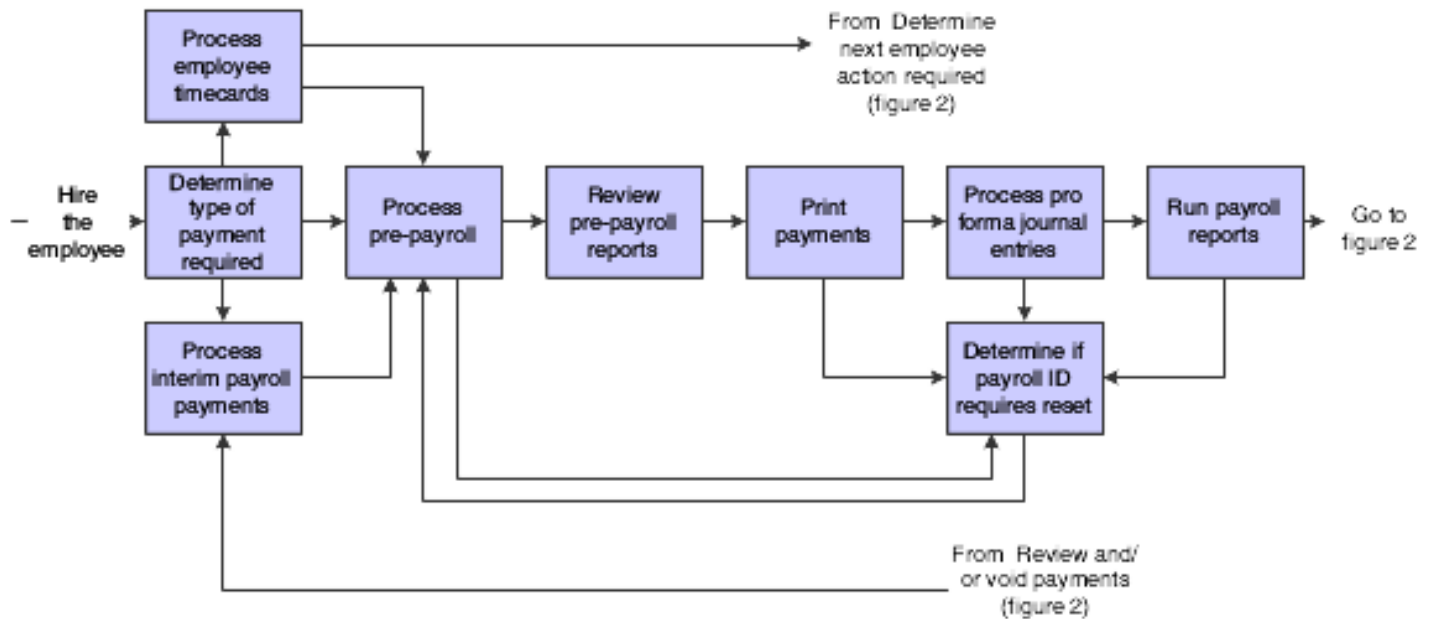 Process
employee
timecards
From Determine
next employee
action required
(figure 2)
Hire
the
employee
Determine
type of
payment
required
Process
pre-payroll
Review
pre-payroll
reports
Print
payments
Process pro
forma journal
entries
Run payroll
reports
Go to
figure 2
Process
interim payroll
payments
Determine if
payroll ID
requires reset
From Review and/
or void payments
(figure 2)